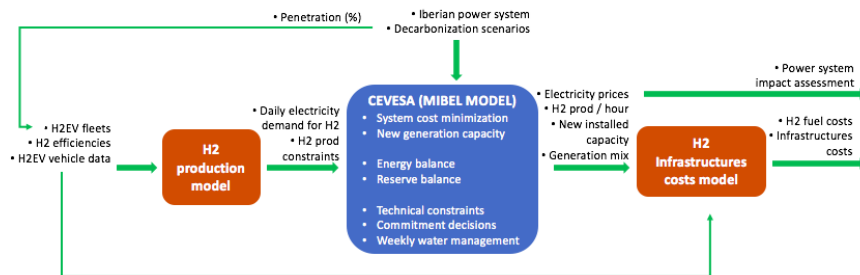 • Penetration (%)
• Iberian power system
• Decarbonization scenarios
• H2EV fleets
• H2 efficiencies
• H2EV vehicle data
H2
production
model
• Daily electricity
demand for H2
• H2 prod
constraints
CEVESA (MIBEL MODEL)
• System cost minimization
• New generation capacity
• Energy balance
• Reserve balance
• Technical constraints
• Commitment decisions
• Weekly water management
• Electricity prices
• H2 prod / hour
• New installed
capacity
• Generation mix
H2
Infrastructures
costs model
• Power system
impact assessment
• H2 fuel costs
• Infrastructures
costs